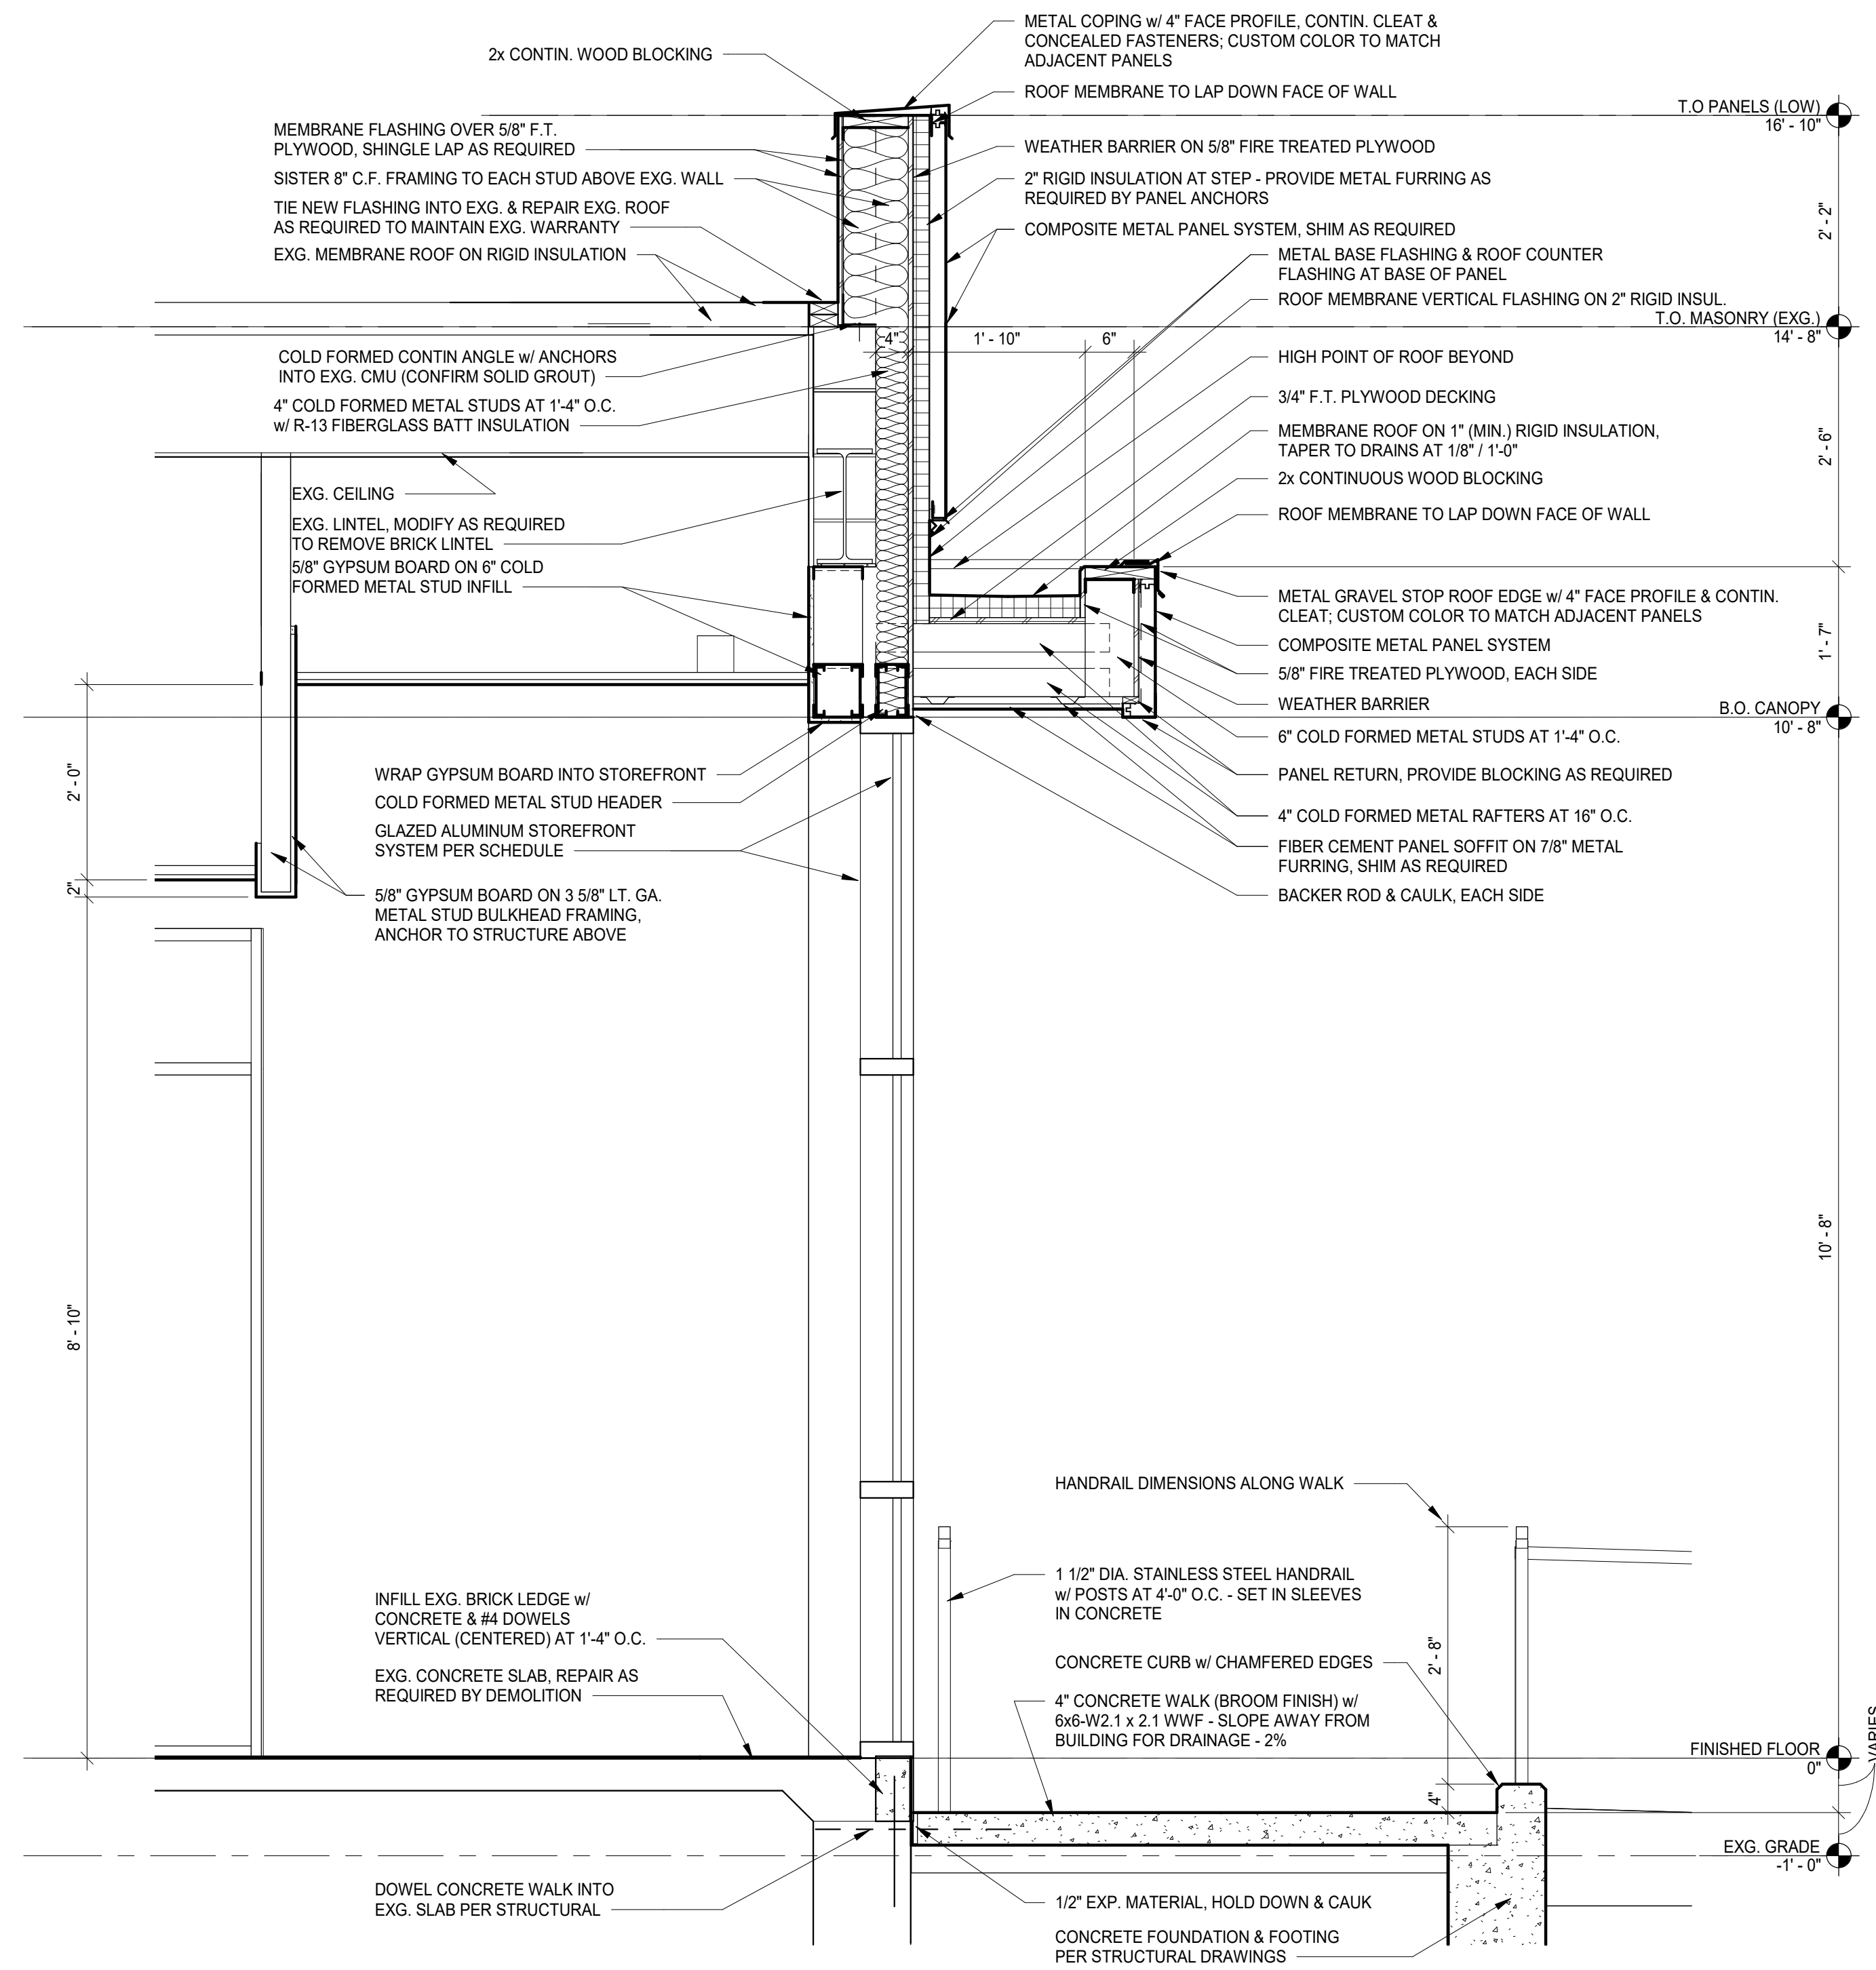 METAL COPING w/ 4" FACE PROFILE, CONTIN. CLEAT &
CONCEALED FASTENERS; CUSTOM COLOR TO MATCH
ADJACENT PANELS
2x CONTIN. WOOD BLOCKING
ROOF MEMBRANE TO LAP DOWN FACE OF WALL
T.O PANELS (LOW)
16' - 10"
MEMBRANE FLASHING OVER 5/8" F.T.
PLYWOOD, SHINGLE LAP AS REQUIRED
WEATHER BARRIER ON 5/8" FIRE TREATED PLYWOOD
SISTER 8" C.F. FRAMING TO EACH STUD ABOVE EXG. WALL
2" RIGID INSULATION AT STEP - PROVIDE METAL FURRING AS
REQUIRED BY PANEL ANCHORS
TIE NEW FLASHING INTO EXG. & REPAIR EXG. ROOF
AS REQUIRED TO MAINTAIN EXG. WARRANTY
2' - 2"
COMPOSITE METAL PANEL SYSTEM, SHIM AS REQUIRED
EXG. MEMBRANE ROOF ON RIGID INSULATION
METAL BASE FLASHING & ROOF COUNTER
FLASHING AT BASE OF PANEL
ROOF MEMBRANE VERTICAL FLASHING ON 2" RIGID INSUL.
T.O. MASONRY (EXG.)
14' - 8"
4"
1' - 10"
6"
COLD FORMED CONTIN ANGLE w/ ANCHORS
INTO EXG. CMU (CONFIRM SOLID GROUT)
HIGH POINT OF ROOF BEYOND
4" COLD FORMED METAL STUDS AT 1'-4" O.C.
w/ R-13 FIBERGLASS BATT INSULATION
3/4" F.T. PLYWOOD DECKING
MEMBRANE ROOF ON 1" (MIN.) RIGID INSULATION,
TAPER TO DRAINS AT 1/8" / 1'-0"
2' - 6"
2x CONTINUOUS WOOD BLOCKING
EXG. CEILING
ROOF MEMBRANE TO LAP DOWN FACE OF WALL
EXG. LINTEL, MODIFY AS REQUIRED
TO REMOVE BRICK LINTEL
5/8" GYPSUM BOARD ON 6" COLD
FORMED METAL STUD INFILL
METAL GRAVEL STOP ROOF EDGE w/ 4" FACE PROFILE & CONTIN.
CLEAT; CUSTOM COLOR TO MATCH ADJACENT PANELS
COMPOSITE METAL PANEL SYSTEM
1' - 7"
5/8" FIRE TREATED PLYWOOD, EACH SIDE
WEATHER BARRIER
B.O. CANOPY
10' - 8"
6" COLD FORMED METAL STUDS AT 1'-4" O.C.
2' - 0"
WRAP GYPSUM BOARD INTO STOREFRONT
PANEL RETURN, PROVIDE BLOCKING AS REQUIRED
COLD FORMED METAL STUD HEADER
4" COLD FORMED METAL RAFTERS AT 16" O.C.
GLAZED ALUMINUM STOREFRONT
SYSTEM PER SCHEDULE
FIBER CEMENT PANEL SOFFIT ON 7/8" METAL
FURRING, SHIM AS REQUIRED
2"
5/8" GYPSUM BOARD ON 3 5/8" LT. GA.
METAL STUD BULKHEAD FRAMING,
ANCHOR TO STRUCTURE ABOVE
BACKER ROD & CAULK, EACH SIDE
10' - 8"
8' - 10"
HANDRAIL DIMENSIONS ALONG WALK
1 1/2" DIA. STAINLESS STEEL HANDRAIL
w/ POSTS AT 4'-0" O.C. - SET IN SLEEVES
IN CONCRETE
INFILL EXG. BRICK LEDGE w/
CONCRETE & #4 DOWELS
VERTICAL (CENTERED) AT 1'-4" O.C.
2' - 8"
CONCRETE CURB w/ CHAMFERED EDGES
EXG. CONCRETE SLAB, REPAIR AS
REQUIRED BY DEMOLITION
4" CONCRETE WALK (BROOM FINISH) w/
6x6-W2.1 x 2.1 WWF - SLOPE AWAY FROM
BUILDING FOR DRAINAGE - 2%
VARIES
FINISHED FLOOR
0"
4"
EXG. GRADE
-1' - 0"
DOWEL CONCRETE WALK INTO
EXG. SLAB PER STRUCTURAL
1/2" EXP. MATERIAL, HOLD DOWN & CAUK
CONCRETE FOUNDATION & FOOTING
PER STRUCTURAL DRAWINGS